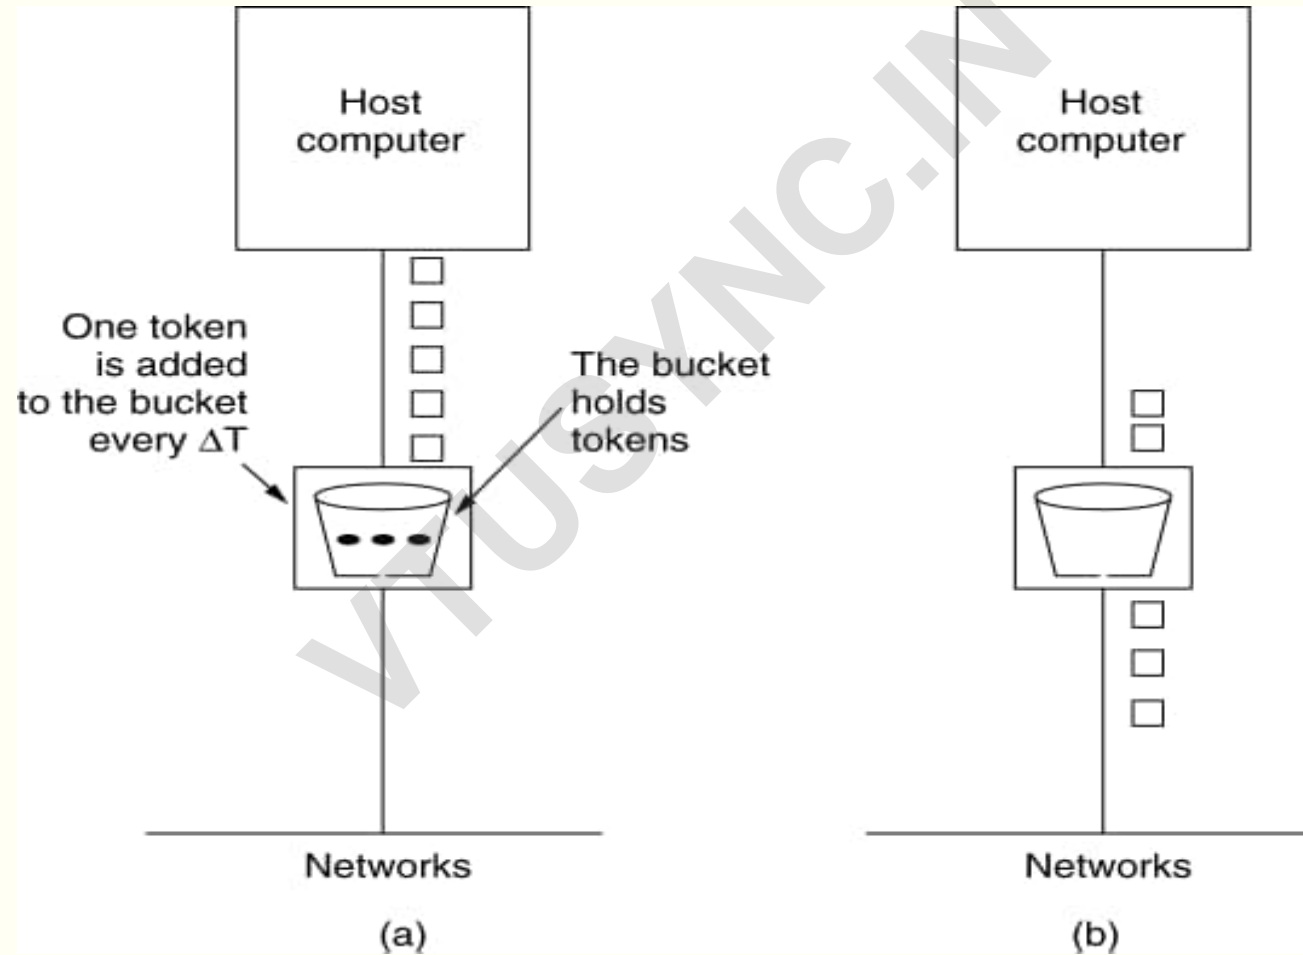 Host
computer
Host
computer
One token
is added
to the bucket
every ΔT
The bucket
holds
tokens
VTUSYNC.IN
Networks
Networks
(a)
(b)